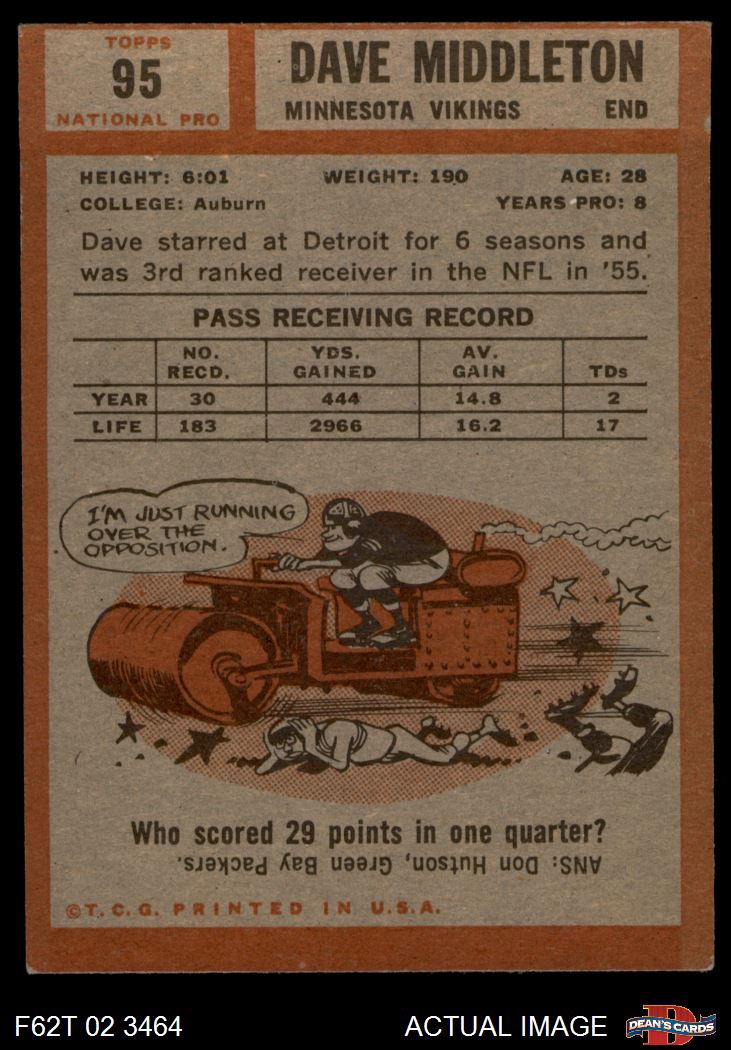 TOPPS
95
NATIONAL PRO
DAVE MIDDLETON
MINNESOTA VIKINGS END
HEIGHT: 6:01 WEIGHT: 190 AGE: 28
COLLEGE: Auburn YEARS PRO: 8
Dave starred at Detroit for 6 seasons and
was 3rd ranked receiver in the NFL in '55.
PASS RECEIVING RECORD
NO. RECD. YDS. GAINED AV. GAIN TDs
YEAR 30 444 14.8 2
LIFE 183 2966 16.2 17
I'M JUST RUNNING
OVER THE
OPPOSITION.
Who scored 29 points in one quarter?
ANS: Don Hutson, Green Bay Packers.
©T.C.G. PRINTED IN U.S.A.
F62T 02 3464 ACTUAL IMAGE
D
DEAN'S CARDS